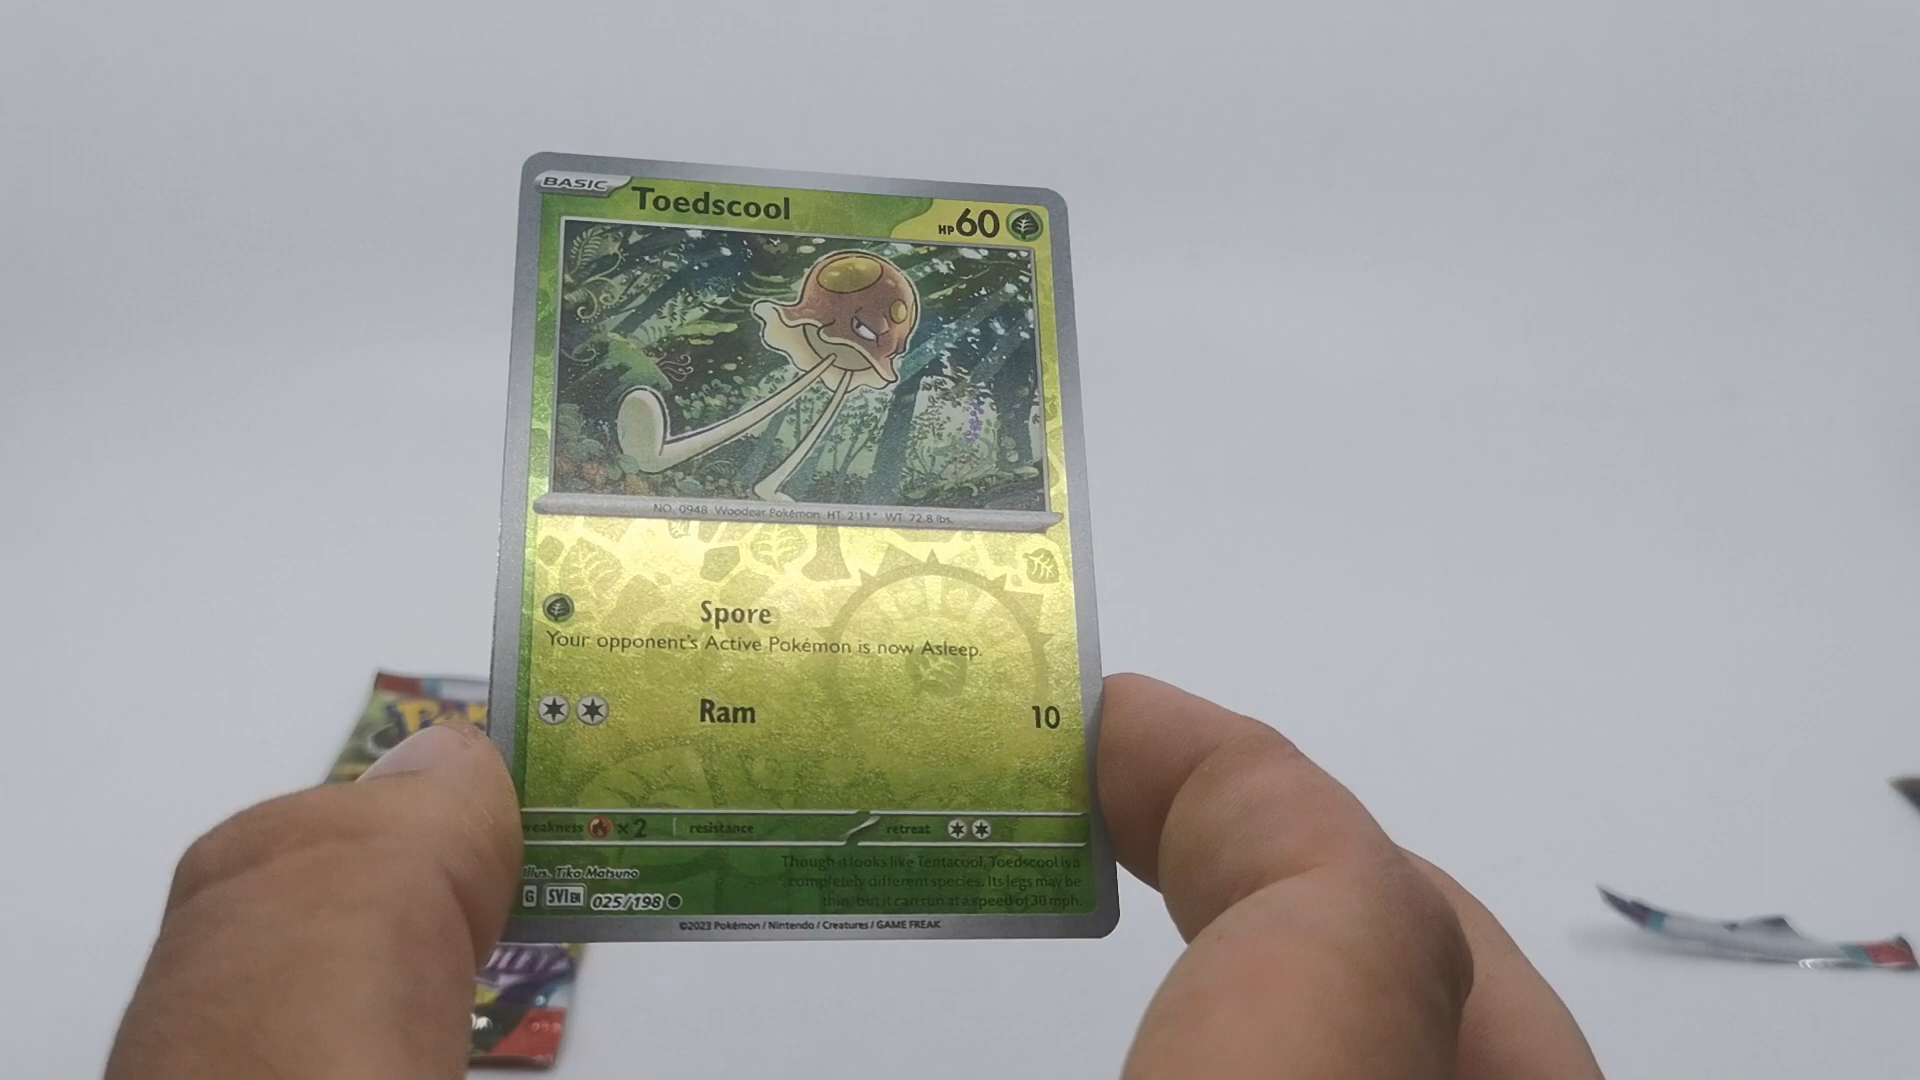 BASIC
Toedscool
HP60
NO. 0948 Woodear Pokémon HT: 2'11" WT: 72.8 lbs.
Spore
Your opponent's Active Pokémon is now Asleep.
Ram 10
weakness ×2 resistance retreat
Illus. Tika Matsuno
Though it looks like Tentacool, Toedscool is a
completely different species. Its legs may be
thin, but it can run at a speed of 30 mph.
G SVI EN 025/198
©2023 Pokémon / Nintendo / Creatures / GAME FREAK